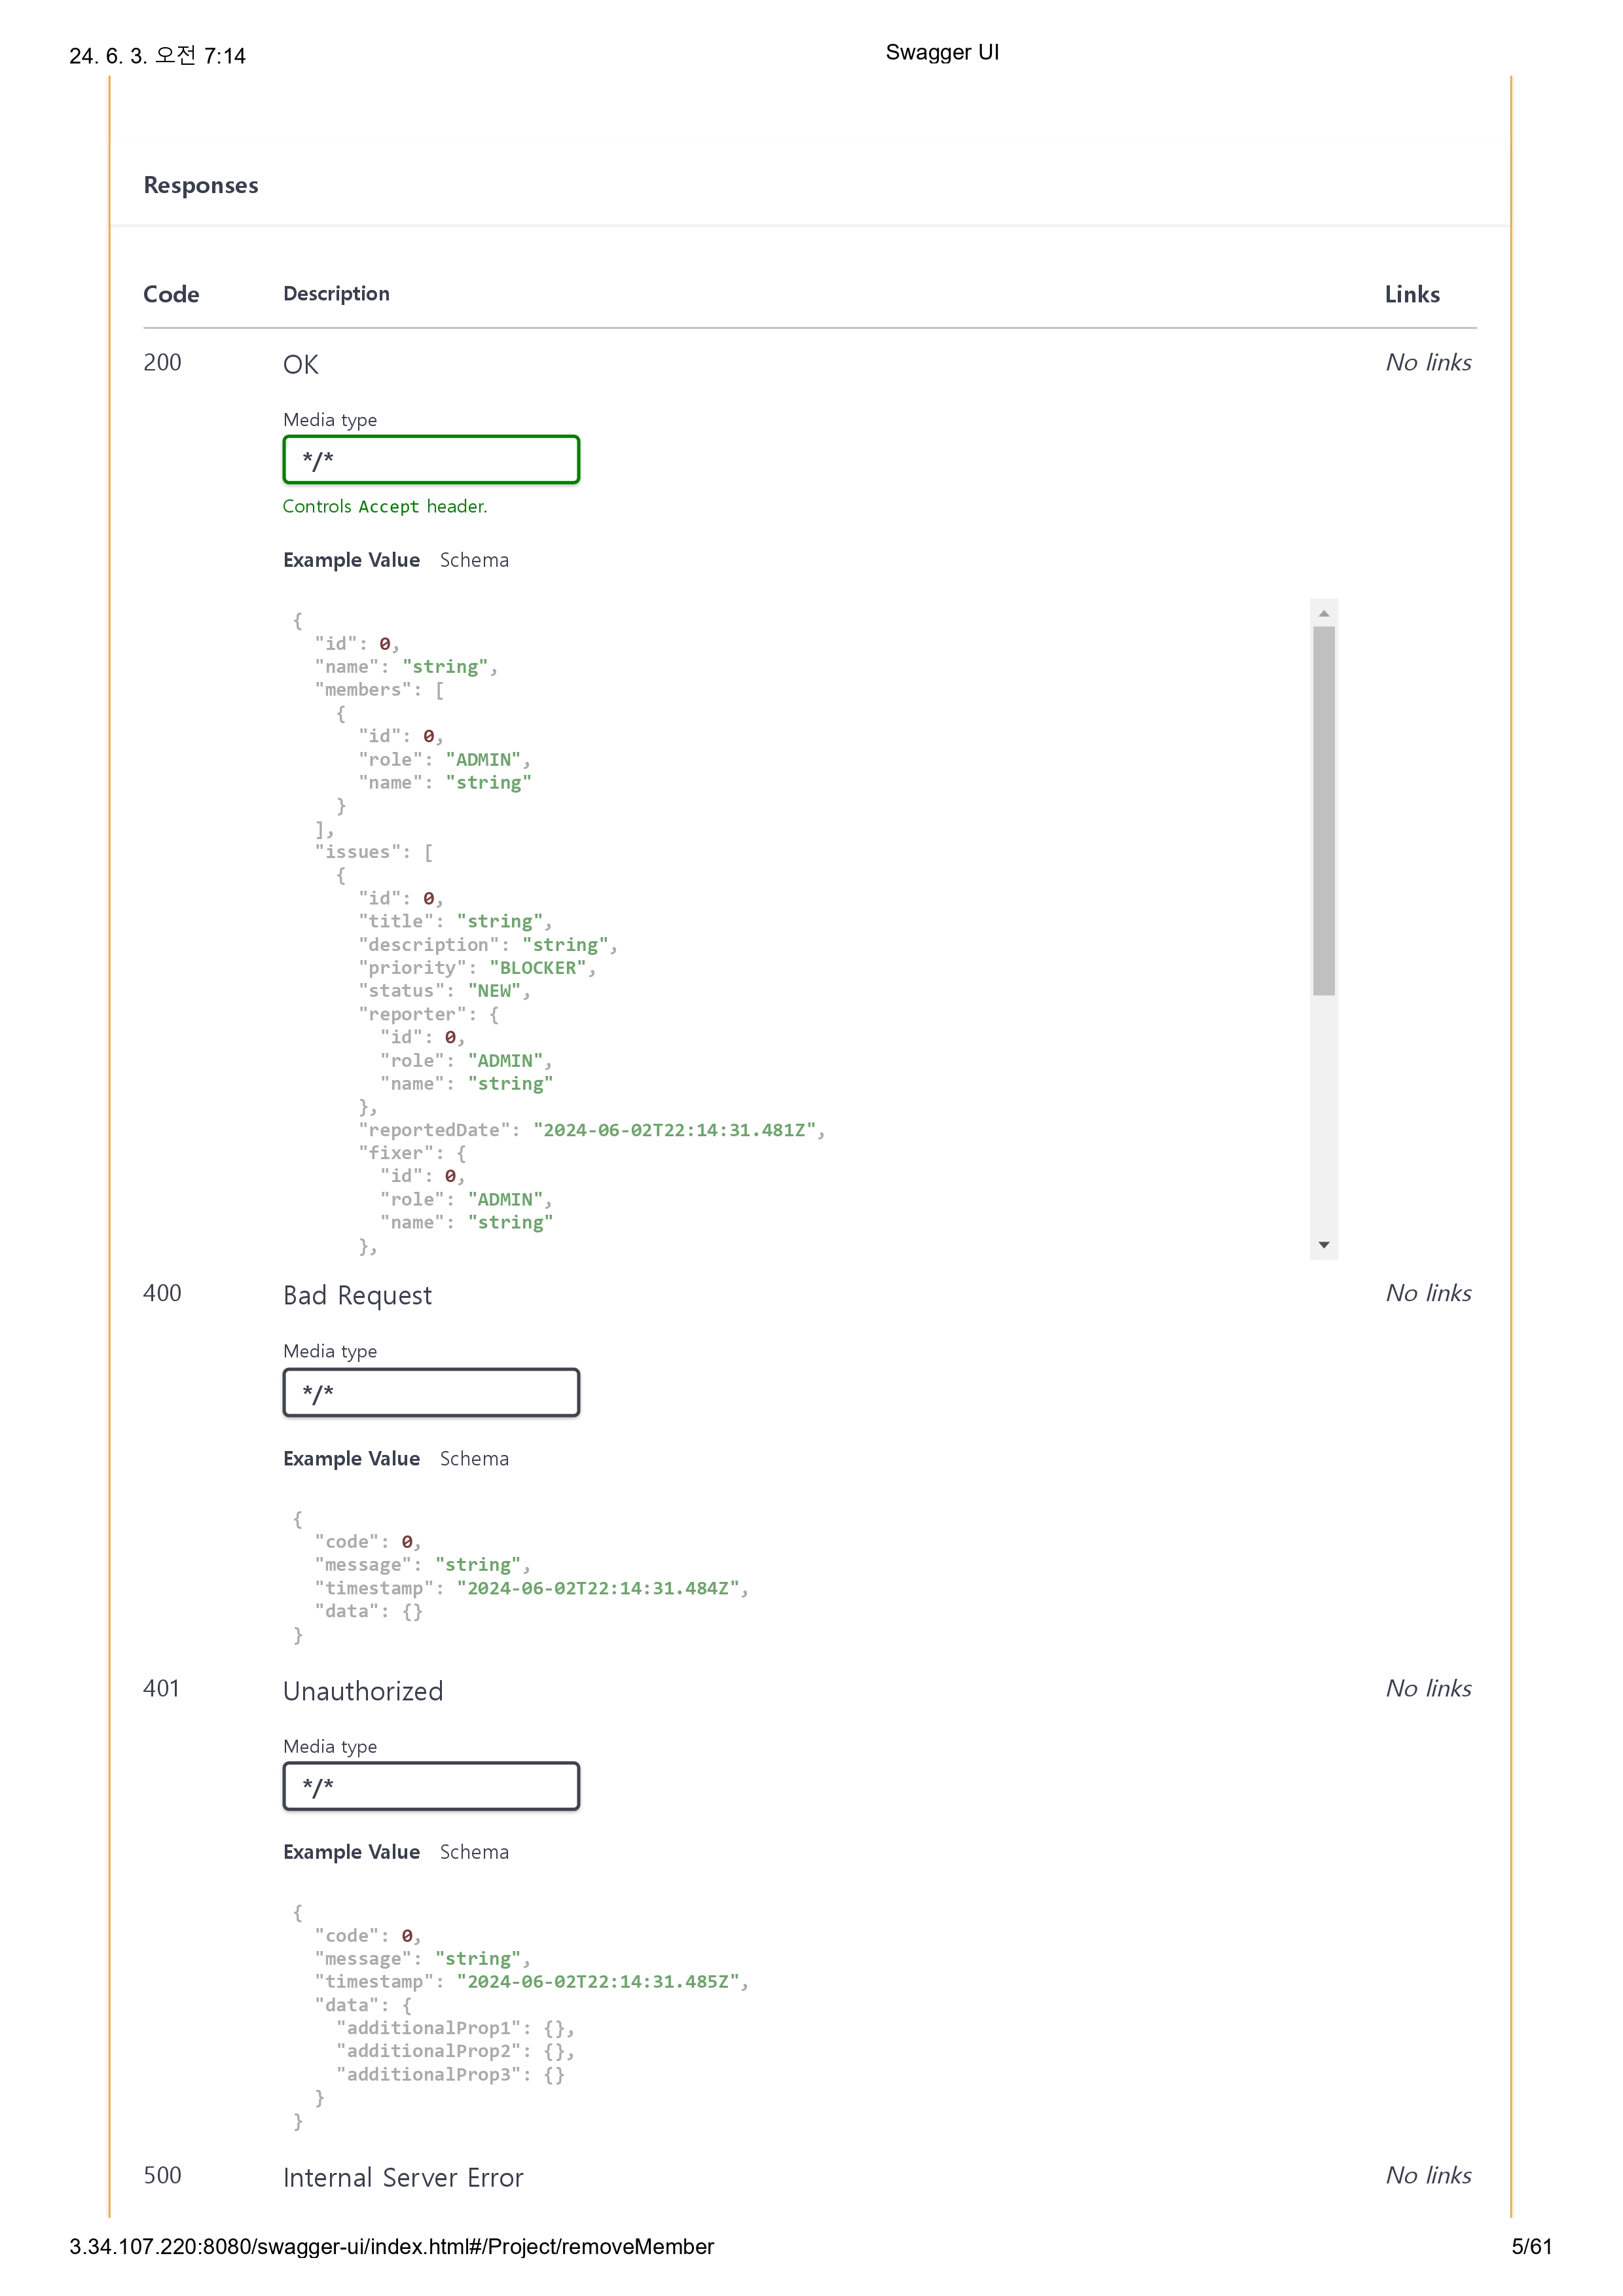 24. 6. 3. 오전 7:14 Swagger UI
Responses
Code Description Links
200 OK No links
Media type
*/*
Controls Accept header.
Example Value Schema
{
  "id": 0,
  "name": "string",
  "members": [
    {
      "id": 0,
      "role": "ADMIN",
      "name": "string"
    }
  ],
  "issues": [
    {
      "id": 0,
      "title": "string",
      "description": "string",
      "priority": "BLOCKER",
      "status": "NEW",
      "reporter": {
        "id": 0,
        "role": "ADMIN",
        "name": "string"
      },
      "reportedDate": "2024-06-02T22:14:31.481Z",
      "fixer": {
        "id": 0,
        "role": "ADMIN",
        "name": "string"
      },
400 Bad Request No links
Media type
*/*
Example Value Schema
{
  "code": 0,
  "message": "string",
  "timestamp": "2024-06-02T22:14:31.484Z",
  "data": {}
}
401 Unauthorized No links
Media type
*/*
Example Value Schema
{
  "code": 0,
  "message": "string",
  "timestamp": "2024-06-02T22:14:31.485Z",
  "data": {
    "additionalProp1": {},
    "additionalProp2": {},
    "additionalProp3": {}
  }
}
500 Internal Server Error No links
3.34.107.220:8080/swagger-ui/index.html#/Project/removeMember 5/61